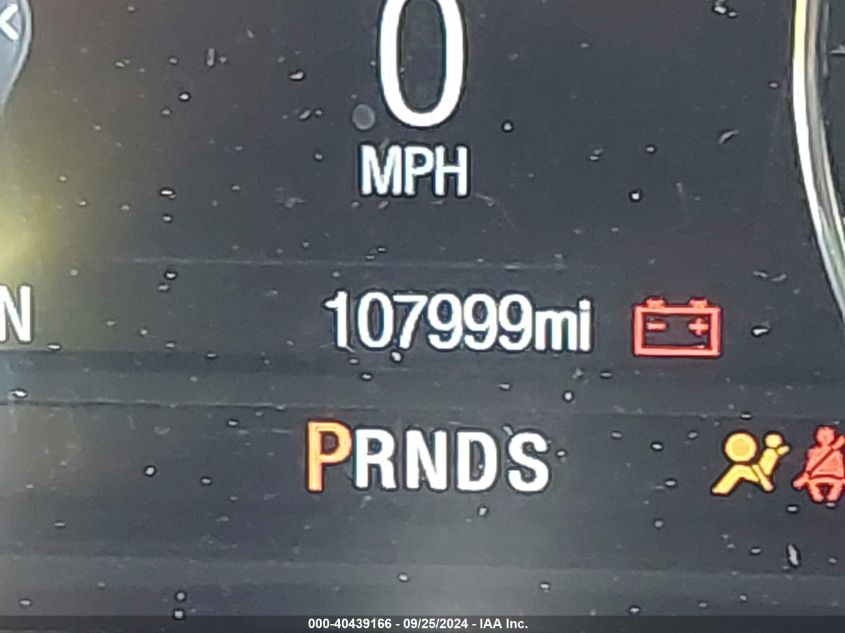 0
MPH
N
107999mi
PRNDS
000-40439166 - 09/25/2024 - IAA Inc.